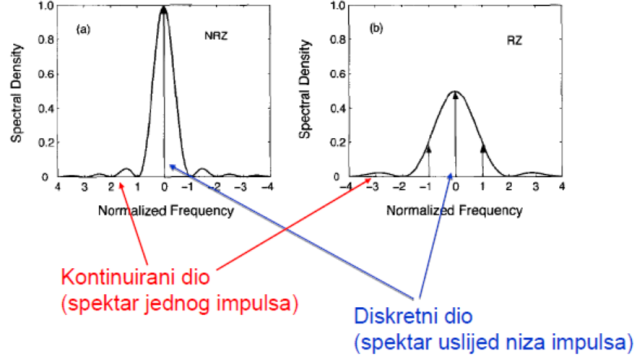 (a)
NRZ
Spectral Density
1.0
0.8
0.6
0.4
0.2
0
4 3 2 1 0 -1 -2 -3 -4
Normalized Frequency
(b)
RZ
Spectral Density
1.0
0.8
0.6
0.4
0.2
0
-4 -3 -2 -1 0 1 2 3 4
Normalized Frequency
Kontinuirani dio
(spektar jednog impulsa)
Diskretni dio
(spektar uslijed niza impulsa)